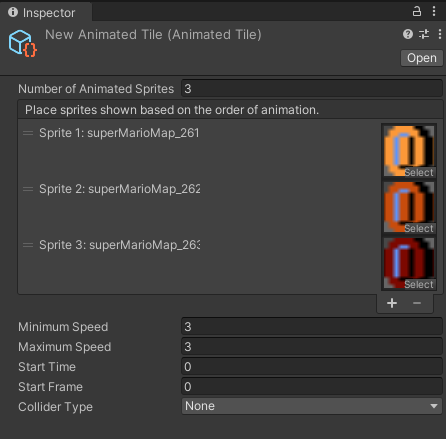 Inspector
New Animated Tile (Animated Tile)
Open
Number of Animated Sprites 3
Place sprites shown based on the order of animation.
Sprite 1: superMarioMap_261
Select
Sprite 2: superMarioMap_262
Select
Sprite 3: superMarioMap_263
Select
Minimum Speed 3
Maximum Speed 3
Start Time 0
Start Frame 0
Collider Type None